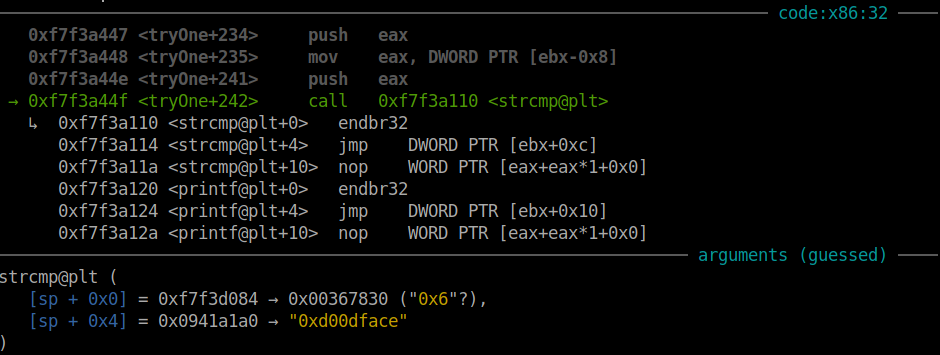 code:x86:32
0xf7f3a447 <tryOne+234> push eax
0xf7f3a448 <tryOne+235> mov eax, DWORD PTR [ebx-0x8]
0xf7f3a44e <tryOne+241> push eax
→ 0xf7f3a44f <tryOne+242> call 0xf7f3a110 <strcmp@plt>
↳ 0xf7f3a110 <strcmp@plt+0> endbr32
0xf7f3a114 <strcmp@plt+4> jmp DWORD PTR [ebx+0xc]
0xf7f3a11a <strcmp@plt+10> nop WORD PTR [eax+eax*1+0x0]
0xf7f3a120 <printf@plt+0> endbr32
0xf7f3a124 <printf@plt+4> jmp DWORD PTR [ebx+0x10]
0xf7f3a12a <printf@plt+10> nop WORD PTR [eax+eax*1+0x0]
arguments (guessed)
strcmp@plt (
[sp + 0x0] = 0xf7f3d084 → 0x00367830 ("0x6"?),
[sp + 0x4] = 0x0941a1a0 → "0xd00dface"
)